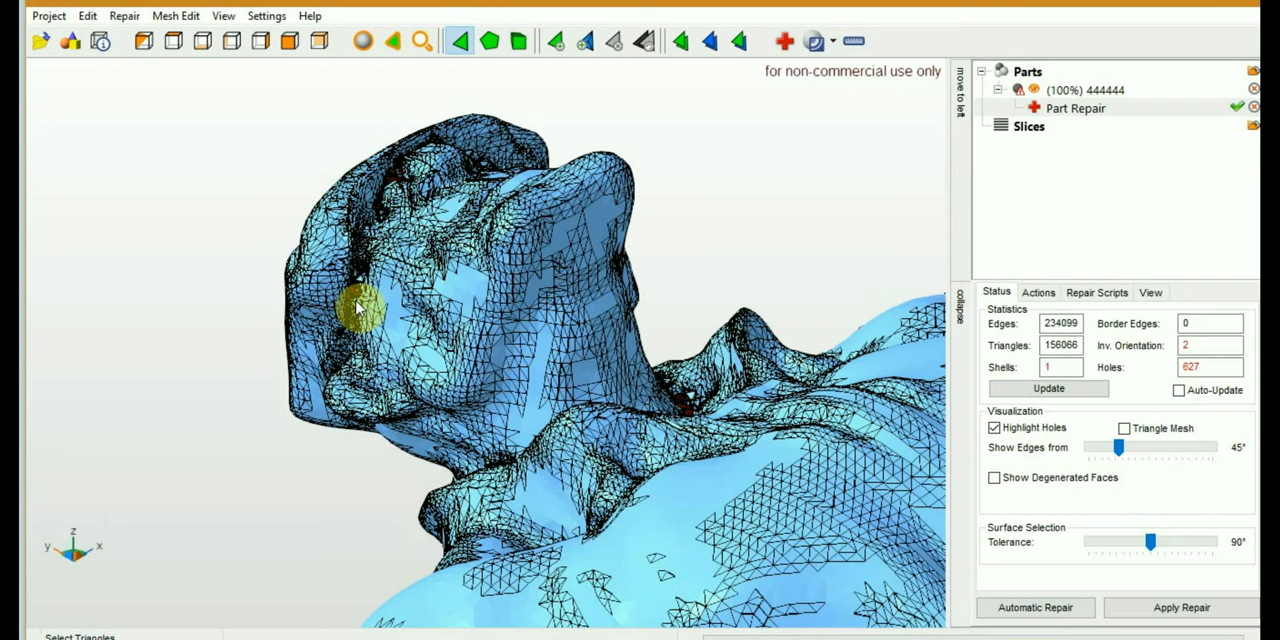 Project Edit Repair Mesh Edit View Settings Help
for non-commercial use only
move to left
collapse
Parts
(100%) 444444
Part Repair
Slices
Status Actions Repair Scripts View
Statistics
Edges: 234099 Border Edges: 0
Triangles: 156066 Inv. Orientation: 2
Shells: 1 Holes: 627
Update Auto-Update
Visualization
Highlight Holes Triangle Mesh
Show Edges from 45°
Show Degenerated Faces
Surface Selection
Tolerance: 90°
Automatic Repair Apply Repair
z
y x
Select Triangles